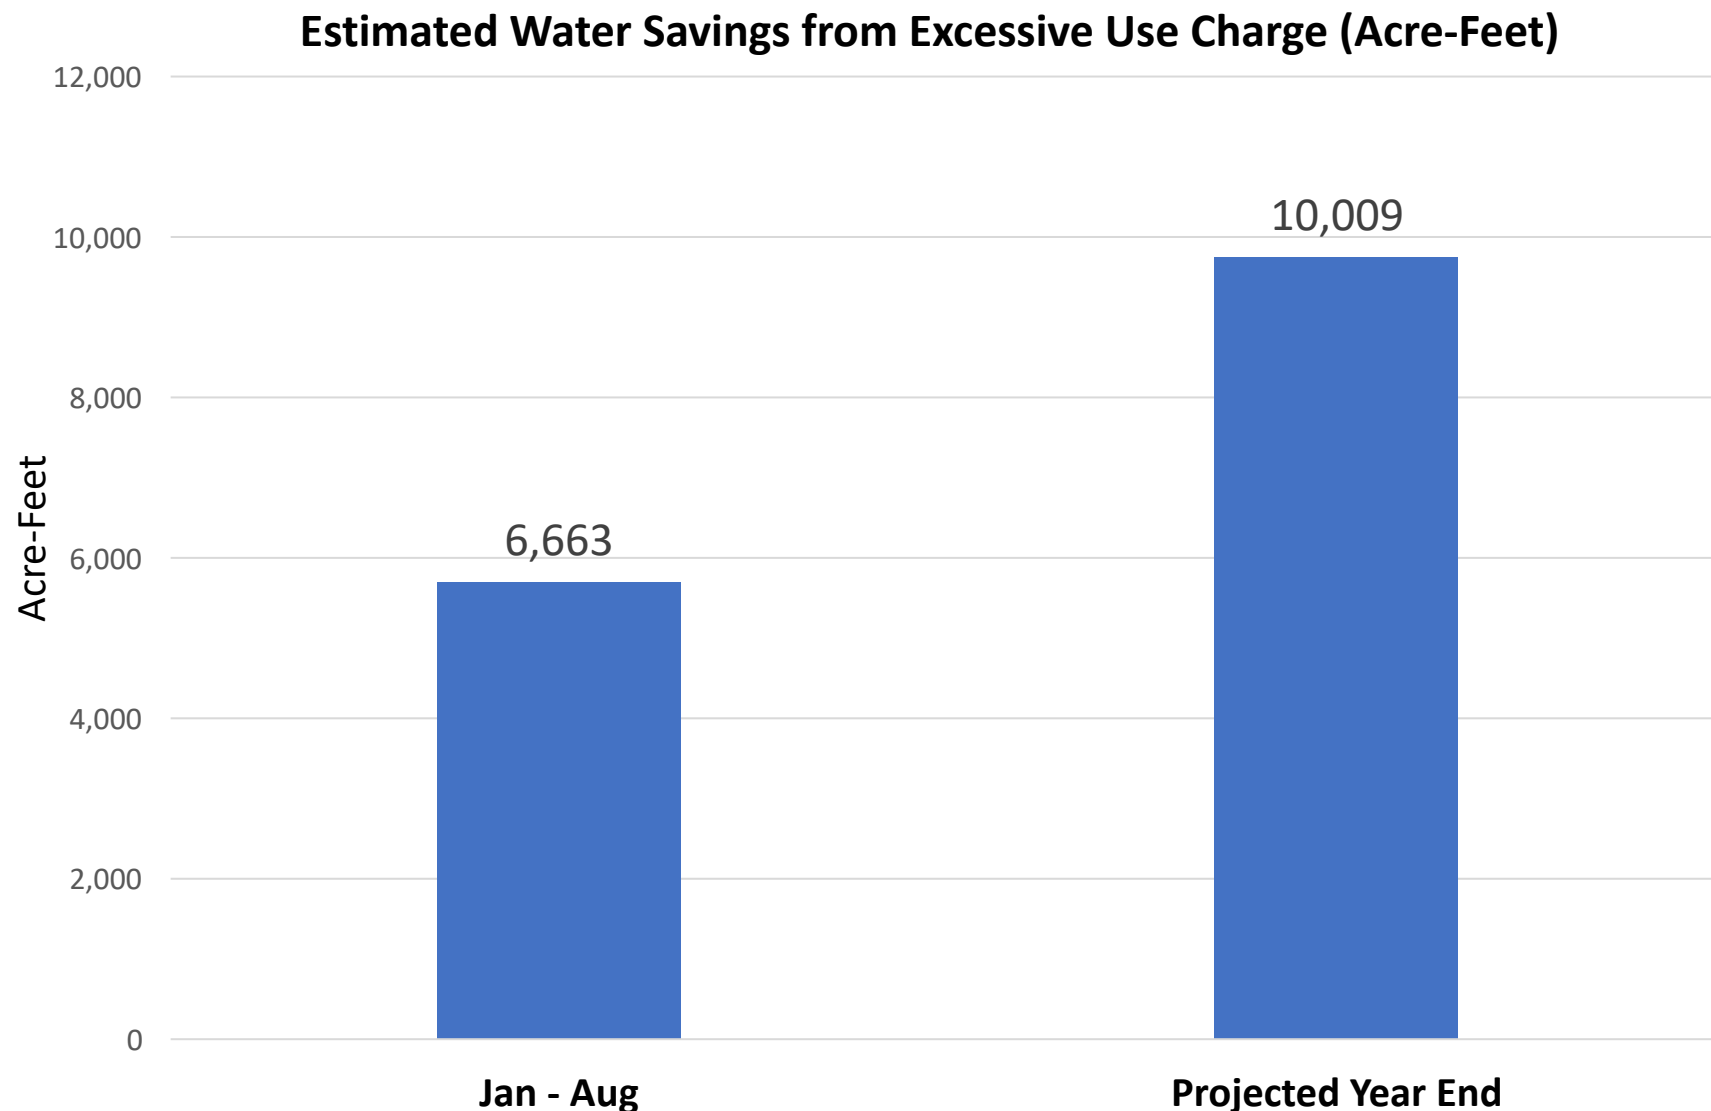 Estimated Water Savings from Excessive Use Charge (Acre-Feet)
12,000
10,009
10,000
8,000
6,663
6,000
Acre-Feet
4,000
2,000
0
Jan - Aug
Projected Year End